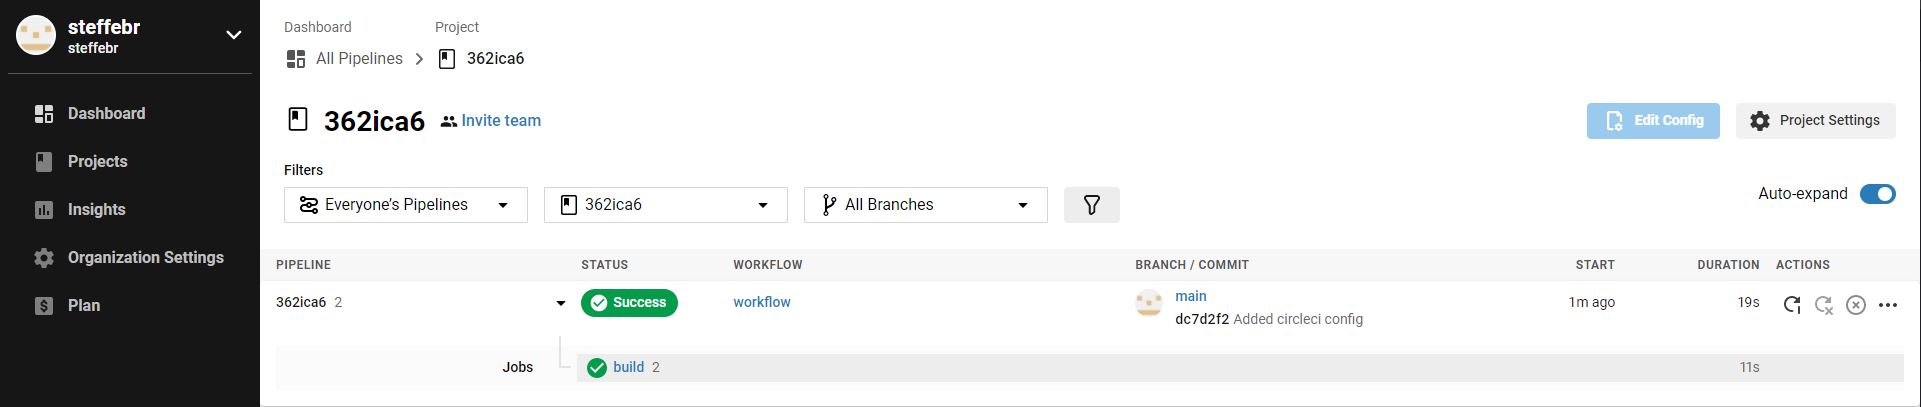 steffebr
steffebr
Dashboard
Projects
Insights
Organization Settings
Plan
Dashboard Project
All Pipelines 362ica6
362ica6 Invite team
Edit Config Project Settings
Filters
Everyone's Pipelines 362ica6 All Branches
Auto-expand
PIPELINE STATUS WORKFLOW BRANCH / COMMIT START DURATION ACTIONS
362ica6 2 Success workflow main 1m ago 19s
dc7d2f2 Added circleci config
Jobs build 2 11s